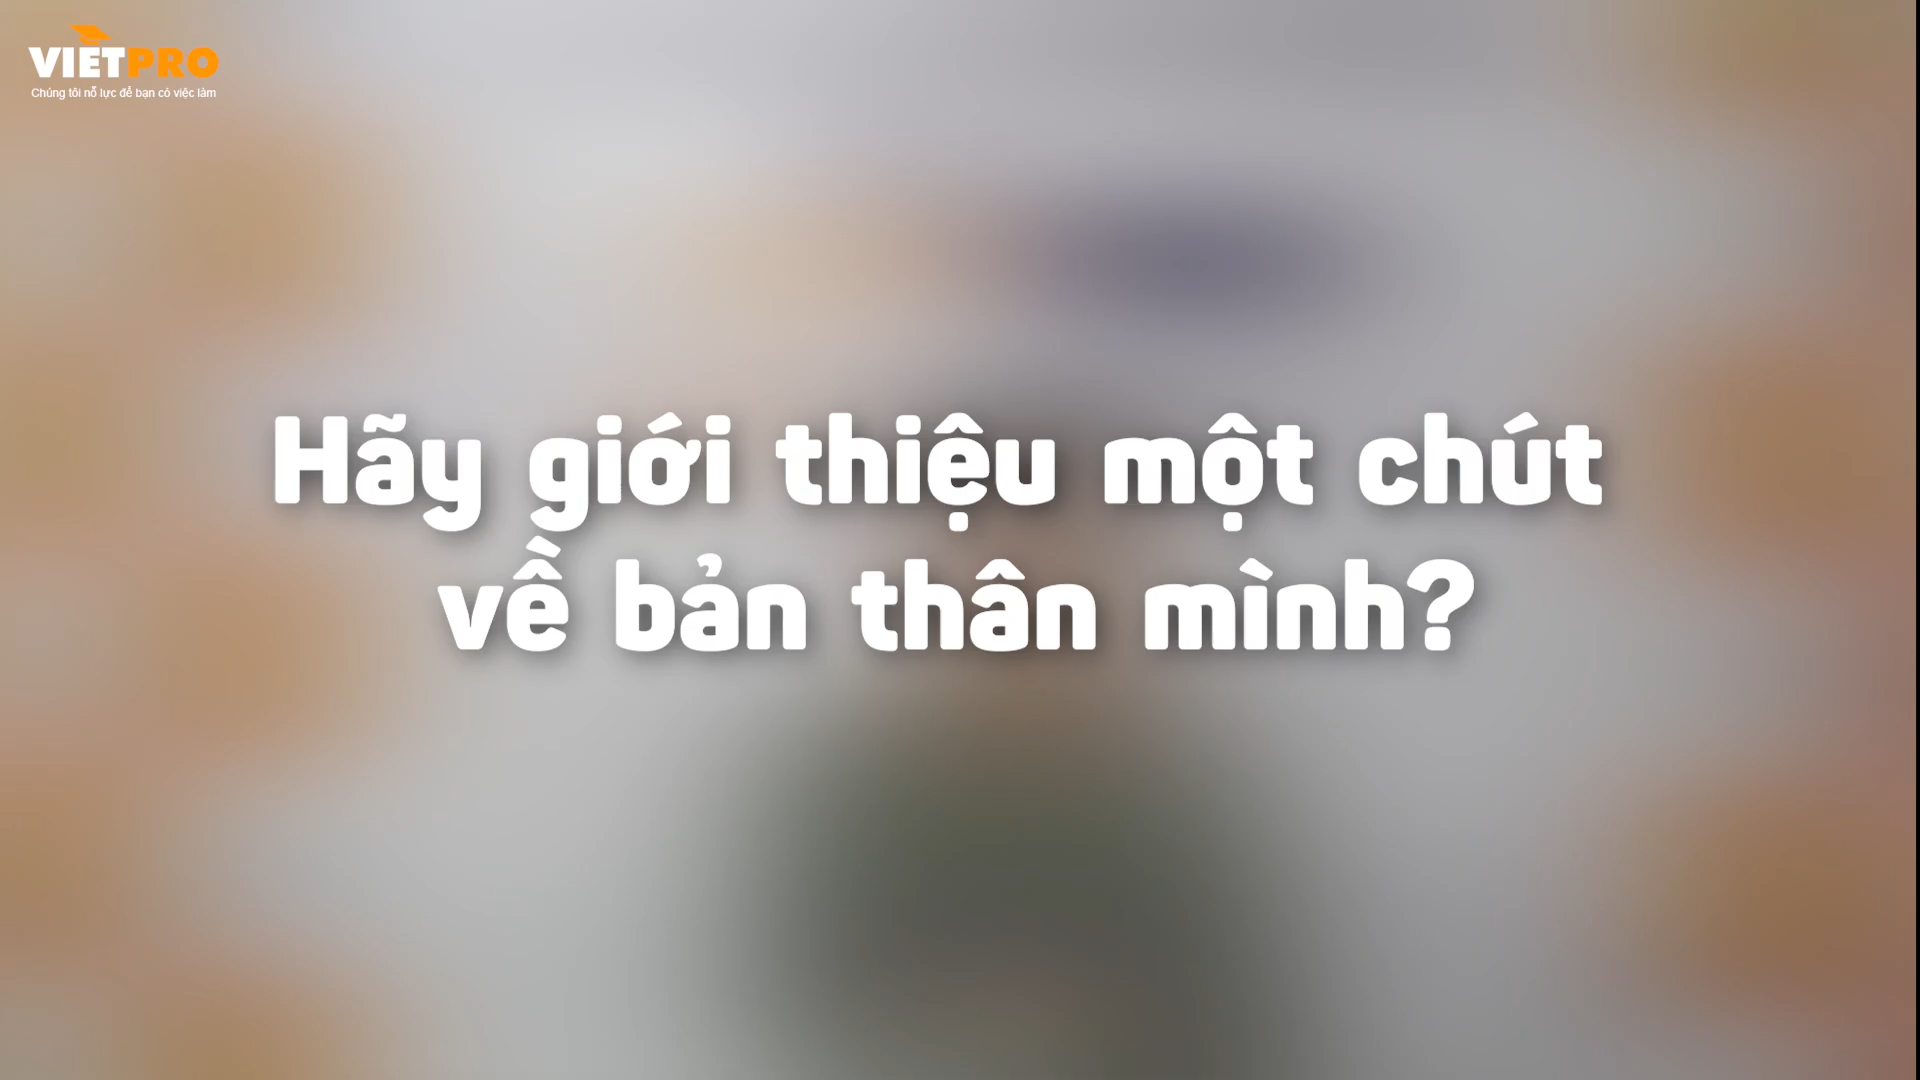 VIETPRO
Chúng tôi nỗ lực để bạn có việc làm
Hãy giới thiệu một chút
về bản thân mình?